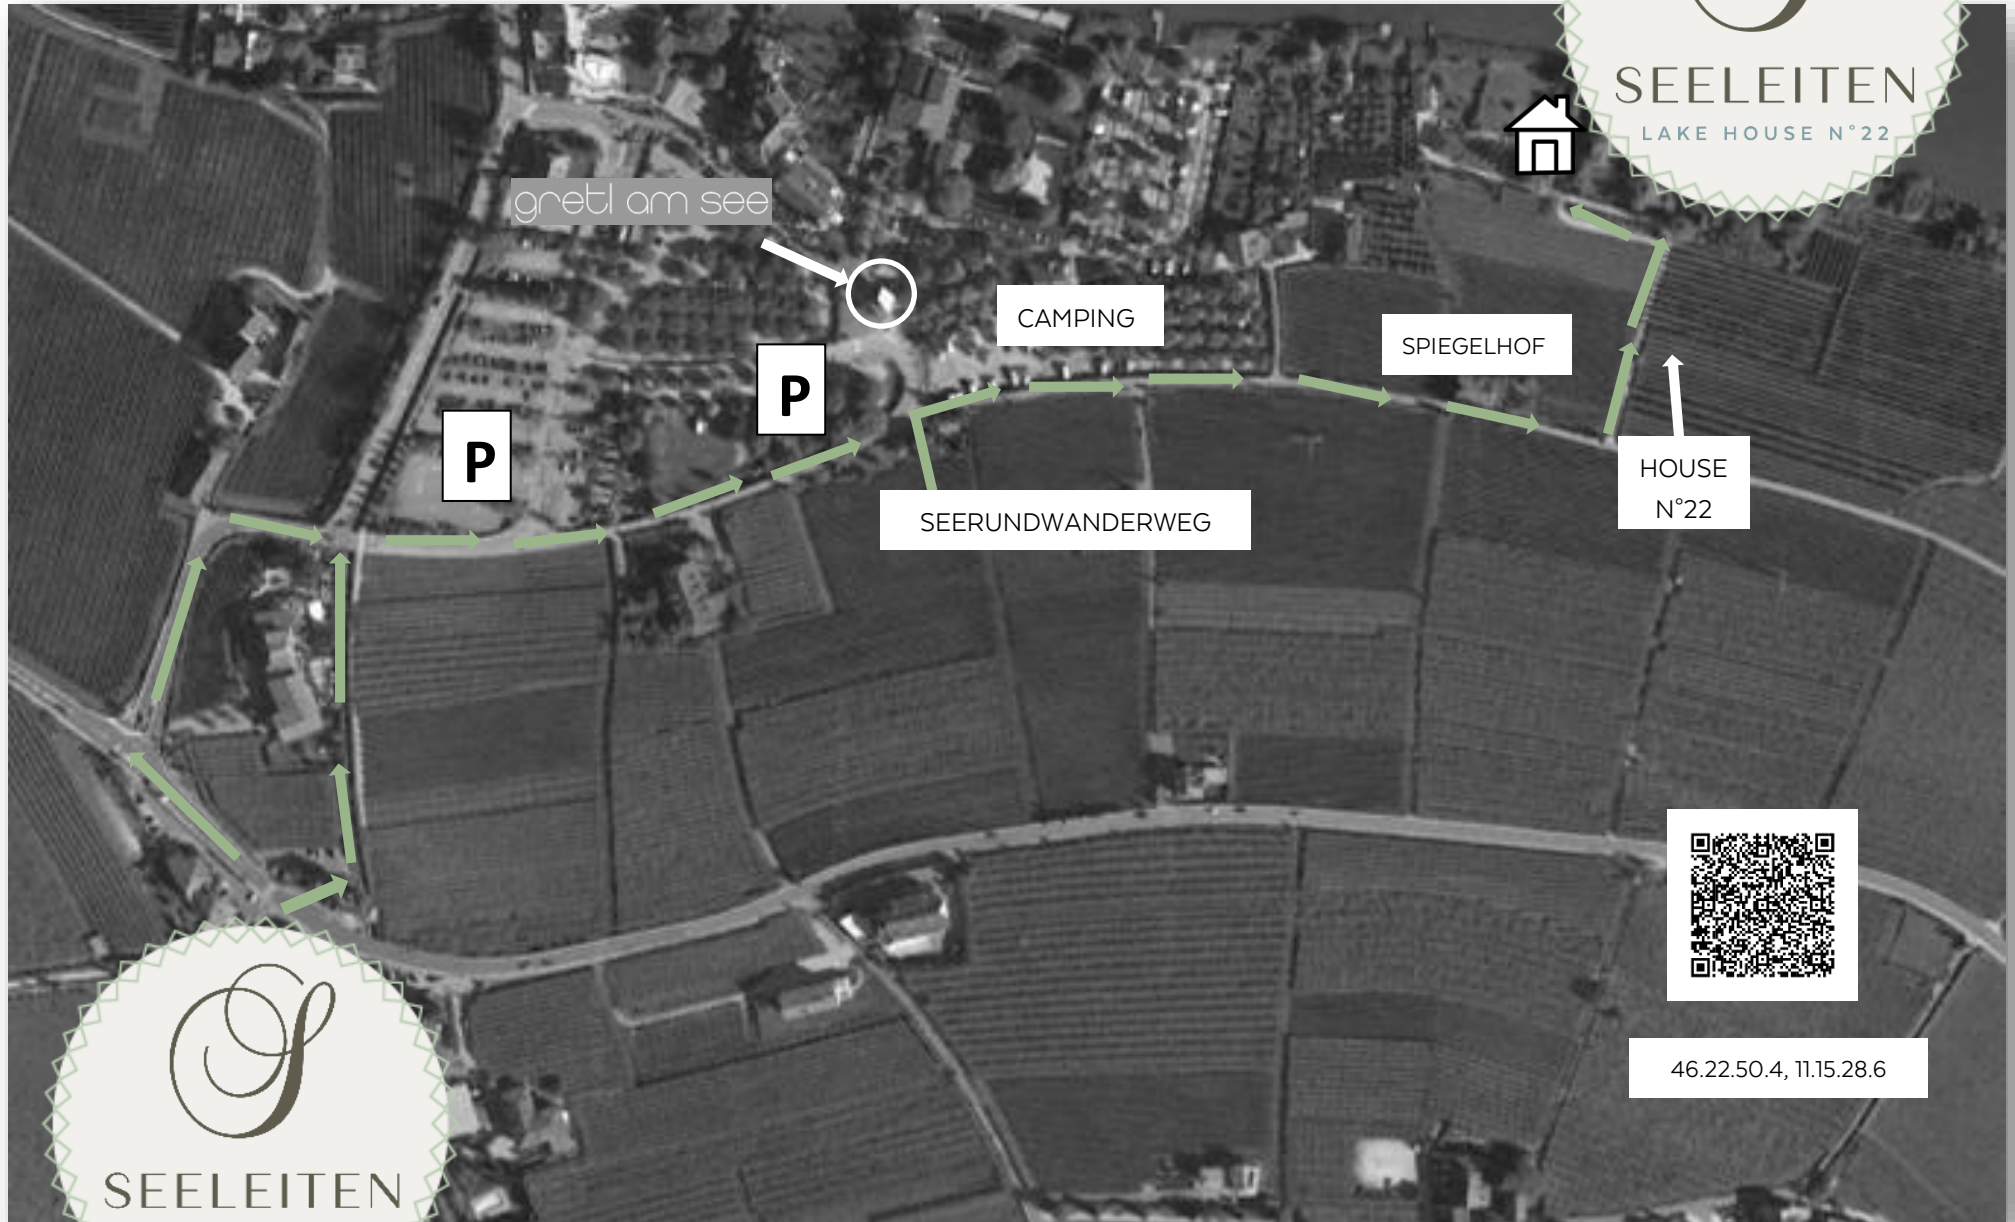 SEELEITEN
LAKE HOUSE N°22
gretl am see
CAMPING
SPIEGELHOF
P
P
HOUSE
N°22
SEERUNDWANDERWEG
46.22.50.4, 11.15.28.6
S
SEELEITEN